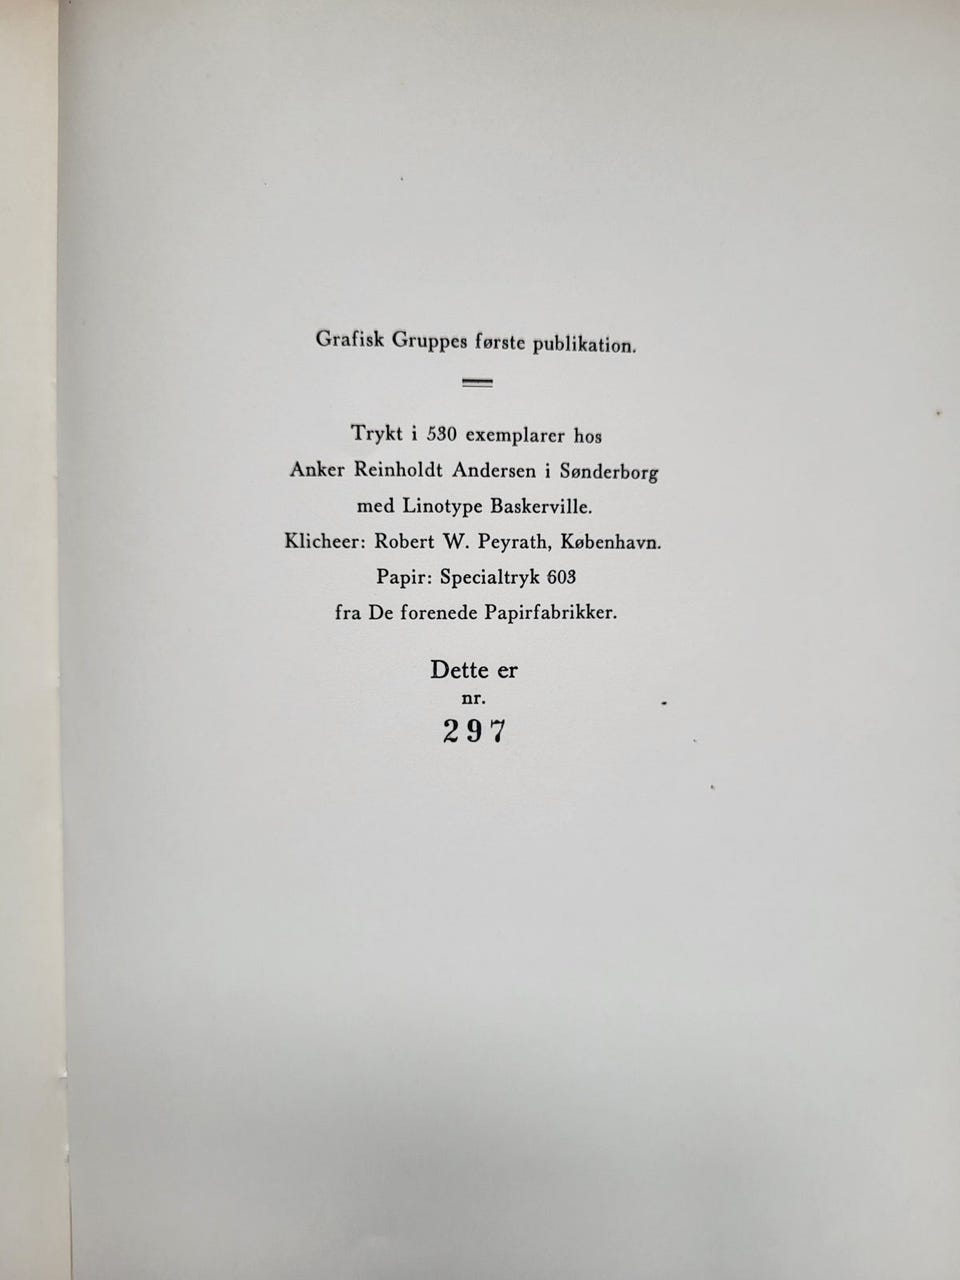 Grafisk Gruppes første publikation.
Trykt i 530 exemplarer hos
Anker Reinholdt Andersen i Sønderborg
med Linotype Baskerville.
Klicheer: Robert W. Peyrath, København.
Papir: Specialtryk 603
fra De forenede Papirfabrikker.
Dette er
nr.
297